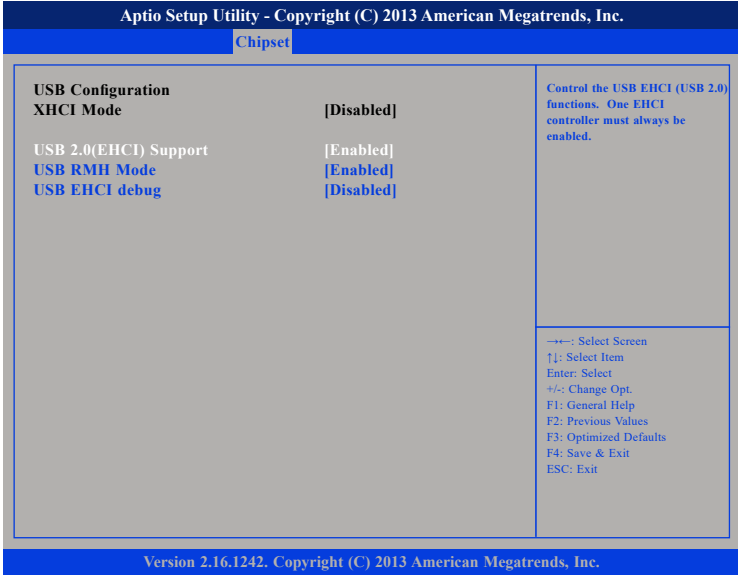 Aptio Setup Utility - Copyright (C) 2013 American Megatrends, Inc.
Chipset
USB Configuration
XHCI Mode [Disabled]
USB 2.0(EHCI) Support [Enabled]
USB RMH Mode [Enabled]
USB EHCI debug [Disabled]
Control the USB EHCI (USB 2.0)
functions. One EHCI
controller must always be
enabled.
→←: Select Screen
↑↓: Select Item
Enter: Select
+/-: Change Opt.
F1: General Help
F2: Previous Values
F3: Optimized Defaults
F4: Save & Exit
ESC: Exit
Version 2.16.1242. Copyright (C) 2013 American Megatrends, Inc.